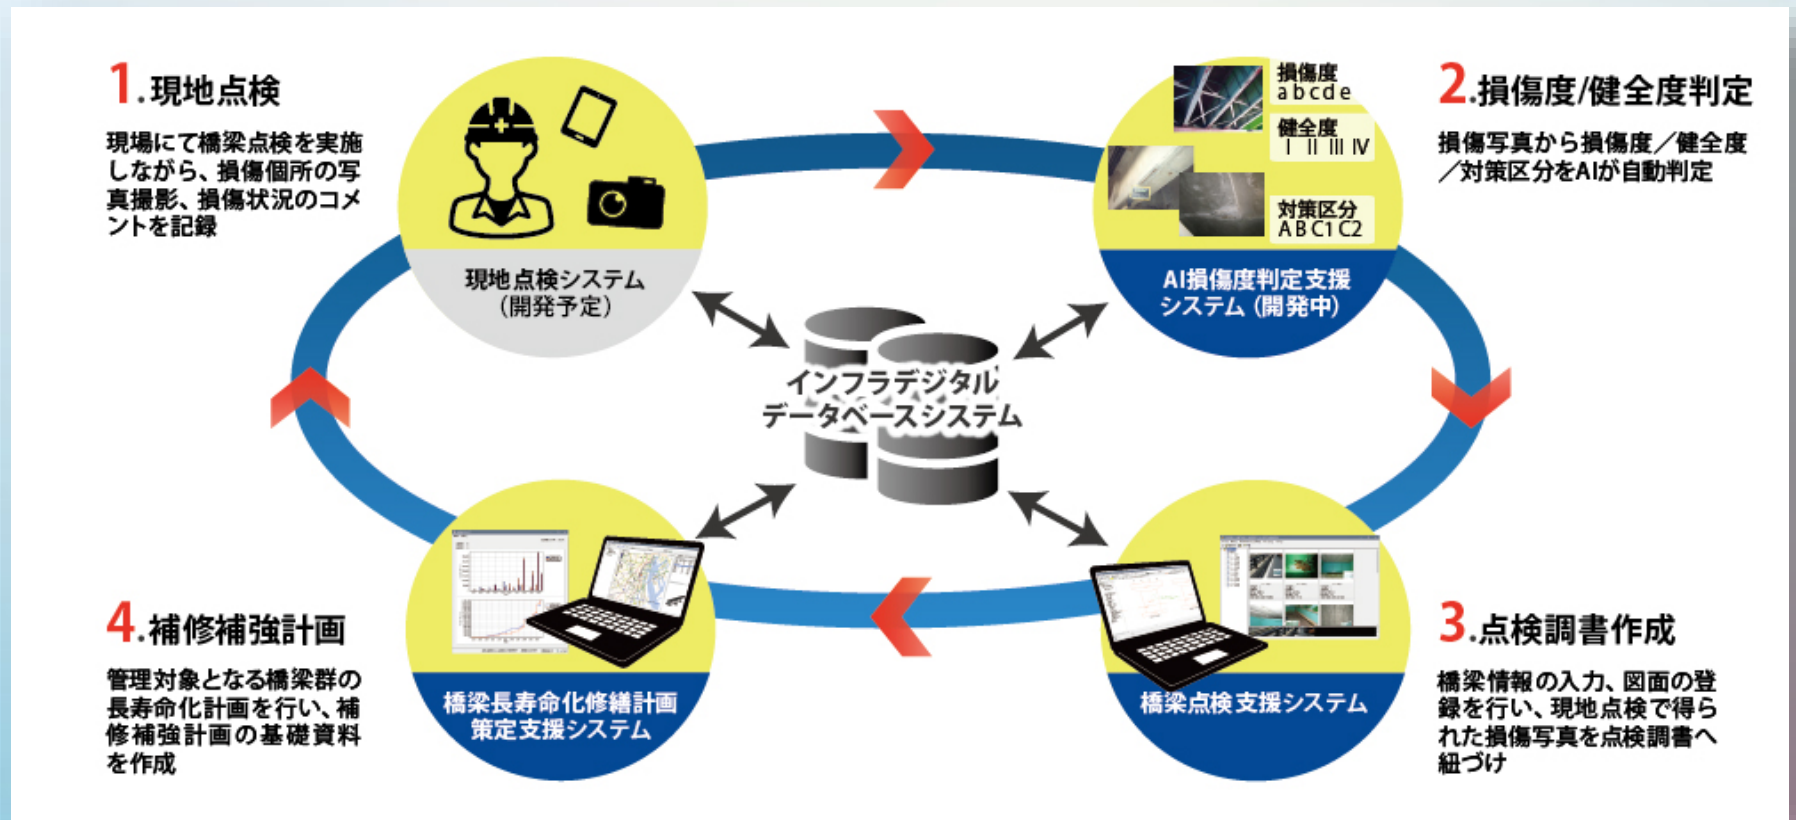 1.現地点検
現場にて橋梁点検を実施
しながら、損傷個所の写
真撮影、損傷状況のコメ
ントを記録
現地点検システム
(開発予定)
損傷度
a b c d e
健全度
I II III IV
対策区分
A B C1 C2
AI損傷度判定支援
システム (開発中)
2.損傷度/健全度判定
損傷写真から損傷度／健全度
／対策区分をAIが自動判定
インフラデジタル
データベースシステム
3.点検調書作成
橋梁情報の入力、図面の登
録を行い、現地点検で得ら
れた損傷写真を点検調書へ
紐づけ
橋梁点検支援システム
4.補修補強計画
管理対象となる橋梁群の
長寿命化計画を行い、補
修補強計画の基礎資料
を作成
橋梁長寿命化修繕計画
策定支援システム